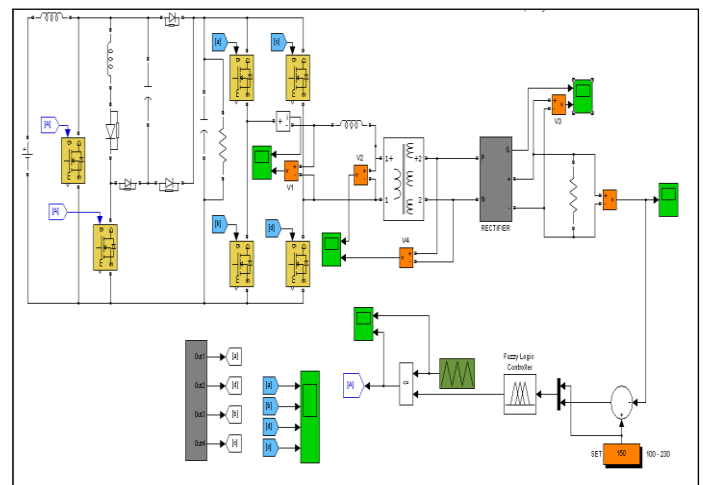 [a]
[c]
[A]
[A]
[b]
[d]
V1
V2
V3
V4
1+
+2
1
2
RECTIFIER
Out1
[a]
Out2
[d]
Out3
[b]
Out4
[c]
[a]
[b]
[d]
[c]
[A]
Fuzzy Logic
Controller
SET
150
100 - 230